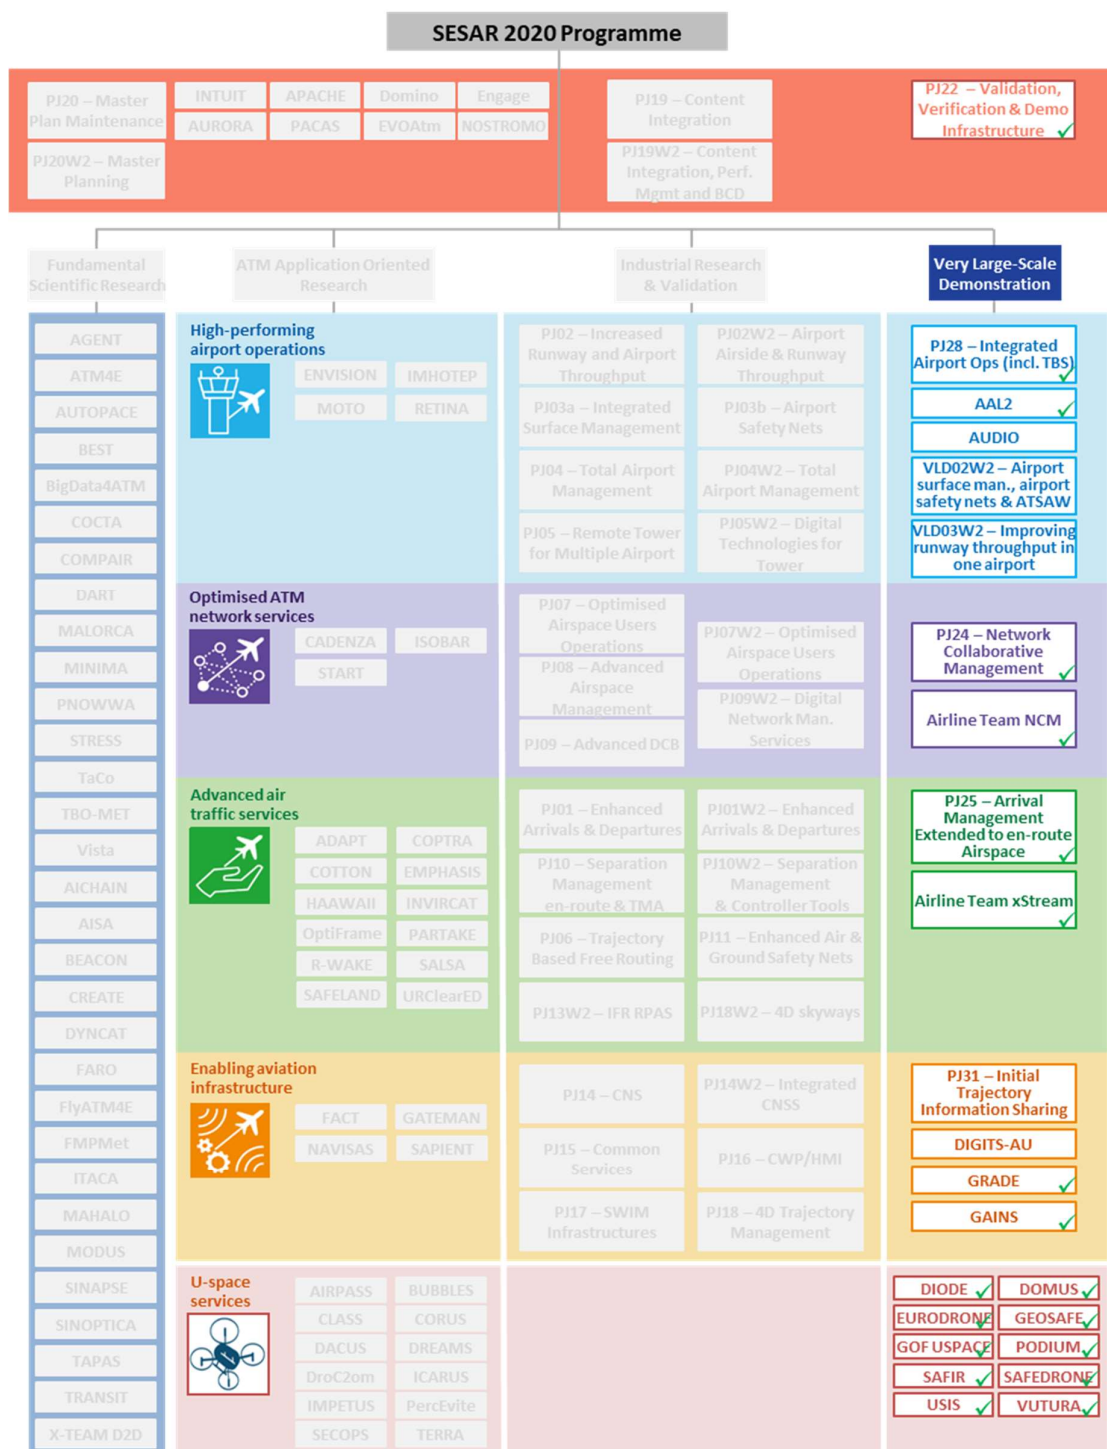 SESAR 2020 Programme
PJ20 – Master
Plan Maintenance
INTUIT
APACHE
Domino
Engage
AURORA
PACAS
EVOAtm
NOSTROMO
PJ20W2 – Master
Planning
PJ19 – Content
Integration
PJ19W2 – Content
Integration, Perf.
Mgmt and BCD
PJ22 – Validation,
Verification & Demo
Infrastructure
Fundamental
Scientific Research
ATM Application Oriented
Research
Industrial Research
& Validation
Very Large-Scale
Demonstration
AGENT
ATM4E
AUTOPACE
BEST
BigData4ATM
COCTA
COMPAIR
DART
MALORCA
MINIMA
PNOWWA
STRESS
TaCo
TBO-MET
Vista
AICHAIN
AISA
BEACON
CREATE
DYNCAT
FARO
FlyATM4E
FMPMet
ITACA
MAHALO
MODUS
SINAPSE
SINOPTICA
TAPAS
TRANSIT
X-TEAM D2D
High-performing
airport operations
ENVISION
IMHOTEP
MOTO
RETINA
PJ02 – Increased
Runway and Airport
Throughput
PJ02W2 – Airport
Airside & Runway
Throughput
PJ03a – Integrated
Surface Management
PJ03b – Airport
Safety Nets
PJ04 – Total Airport
Management
PJ04W2 – Total
Airport Management
PJ05 – Remote Tower
for Multiple Airport
PJ05W2 – Digital
Technologies for
Tower
PJ28 – Integrated
Airport Ops (incl. TBS)
AAL2
AUDIO
VLD02W2 – Airport
surface man., airport
safety nets & ATSAW
VLD03W2 – Improving
runway throughput in
one airport
Optimised ATM
network services
CADENZA
ISOBAR
START
PJ07 – Optimised
Airspace Users
Operations
PJ07W2 – Optimised
Airspace Users
Operations
PJ08 – Advanced
Airspace
Management
PJ09W2 – Digital
Network Man.
Services
PJ09 – Advanced DCB
PJ24 – Network
Collaborative
Management
Airline Team NCM
Advanced air
traffic services
ADAPT
COPTRA
COTTON
EMPHASIS
HAAWAII
INVIRCAT
OptiFrame
PARTAKE
R-WAKE
SALSA
SAFELAND
URClearED
PJ01 – Enhanced
Arrivals & Departures
PJ01W2 – Enhanced
Arrivals & Departures
PJ10 – Separation
Management
en-route & TMA
PJ10W2 – Separation
Management
& Controller Tools
PJ06 – Trajectory
Based Free Routing
PJ11 – Enhanced Air &
Ground Safety Nets
PJ13W2 – IFR RPAS
PJ18W2 – 4D skyways
PJ25 – Arrival
Management
Extended to en-route
Airspace
Airline Team xStream
Enabling aviation
infrastructure
FACT
GATEMAN
NAVISAS
SAPIENT
PJ14 – CNS
PJ14W2 – Integrated
CNSS
PJ15 – Common
Services
PJ16 – CWP/HMI
PJ17 – SWIM
Infrastructures
PJ18 – 4D Trajectory
Management
PJ31 – Initial
Trajectory
Information Sharing
DIGITS-AU
GRADE
GAINS
U-space
services
AIRPASS
BUBBLES
CLASS
CORUS
DACUS
DREAMS
DroC2om
ICARUS
IMPETUS
PercEvite
SECOPS
TERRA
DIODE
DOMUS
EURODRONE
GEOSAFE
GOF USPACE
PODIUM
SAFIR
SAFEDRONE
USIS
VUTURA